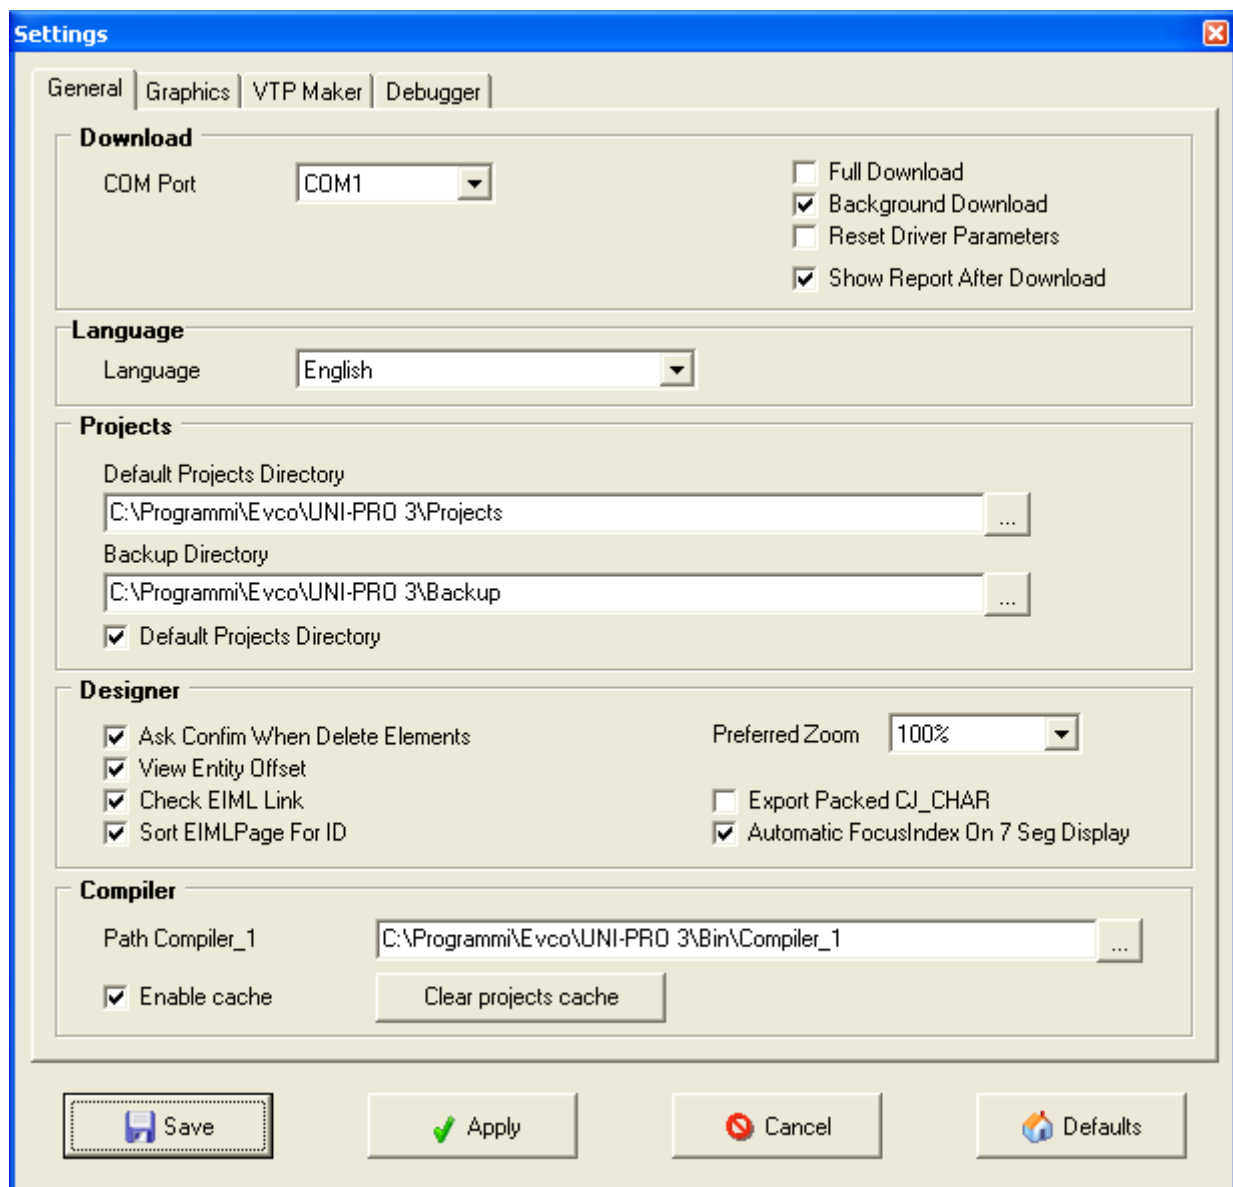 Settings
General Graphics VTP Maker Debugger
Download
COM Port COM1
Full Download
Background Download
Reset Driver Parameters
Show Report After Download
Language
Language English
Projects
Default Projects Directory
C:\Programmi\Evco\UNI-PRO 3\Projects ...
Backup Directory
C:\Programmi\Evco\UNI-PRO 3\Backup ...
Default Projects Directory
Designer
Ask Confim When Delete Elements
View Entity Offset
Check EIML Link
Sort EIMLPage For ID
Preferred Zoom 100%
Export Packed CJ_CHAR
Automatic FocusIndex On 7 Seg Display
Compiler
Path Compiler_1 C:\Programmi\Evco\UNI-PRO 3\Bin\Compiler_1 ...
Enable cache Clear projects cache
Save Apply Cancel Defaults